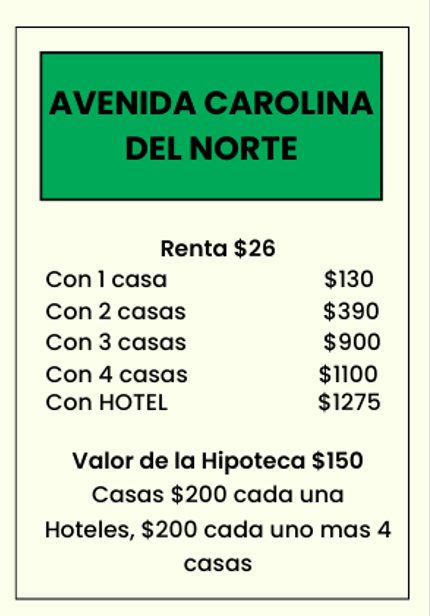 AVENIDA CAROLINA
DEL NORTE
Renta $26
Con 1 casa $130
Con 2 casas $390
Con 3 casas $900
Con 4 casas $1100
Con HOTEL $1275
Valor de la Hipoteca $150
Casas $200 cada una
Hoteles, $200 cada uno mas 4
casas